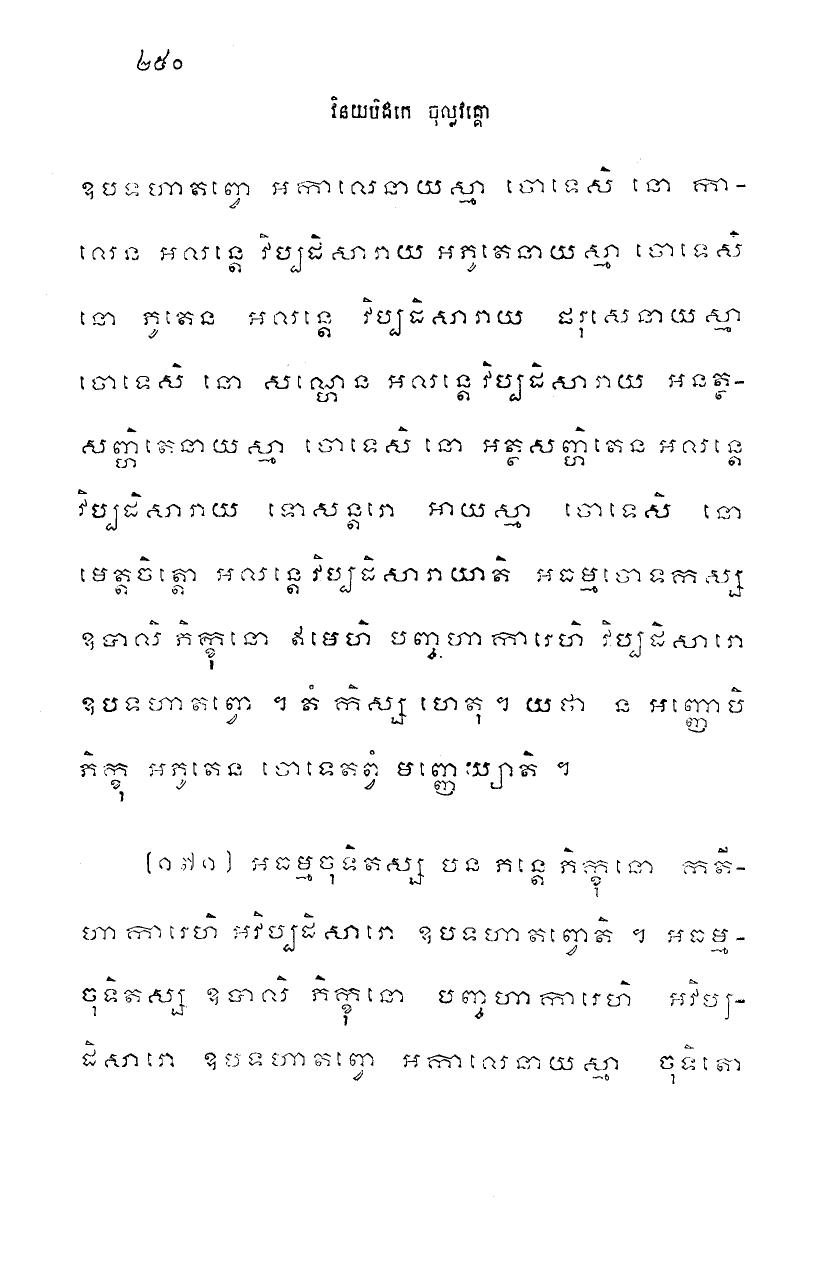 ២៥០
វិនយបិដកេ ចុល្លវគ្គោ
ឧបទហាតព្វោ អកាលេនាយស្មា ចោទេសិ នោ កា-
លេន អលន្តេ វិប្បដិសារាយ អភូតេនាយស្មា ចោទេសិ
នោ ភូតេន អលន្តេ វិប្បដិសារាយ ផរុសេនាយស្មា
ចោទេសិ នោ សណ្ហេន អលន្តេ វិប្បដិសារាយ អនត្ថ-
សញ្ហិតេនាយស្មា ចោទេសិ នោ អត្ថសញ្ហិតេន អលន្តេ
វិប្បដិសារាយ ទោសន្តរោ អាយស្មា ចោទេសិ នោ
មេត្តចិត្តោ អលន្តេ វិប្បដិសារាយាតិ អធម្មចោទកស្ស
ឧបាលិ ភិក្ខុនោ ឥមេហិ បញ្ចហាការេហិ វិប្បដិសារោ
ឧបទហាតព្វោ ។ តំ កិស្ស ហេតុ ។ យថា ន អញ្ញោបិ
ភិក្ខុ អភូតេន ចោទេតព្វំ មញ្ញេយ្យាតិ ។
[១៧១] អធម្មចុទិតស្ស បន ភន្តេ ភិក្ខុនោ កតី-
ហាការេហិ អវិប្បដិសារោ ឧបទហាតព្វោតិ ។ អធម្ម-
ចុទិតស្ស ឧបាលិ ភិក្ខុនោ បញ្ចហាការេហិ អវិប្ប-
ដិសារោ ឧបទហាតព្វោ អកាលេនាយស្មា ចុទិតោ